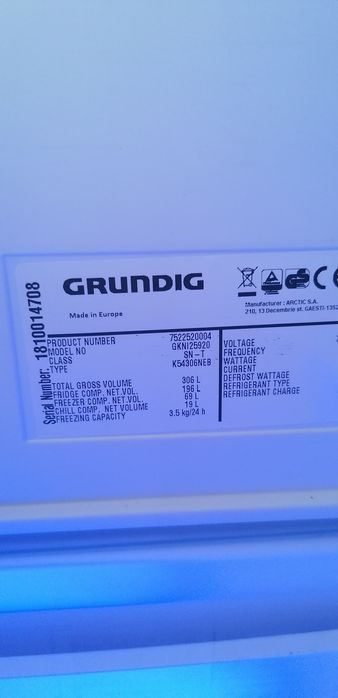 GRUNDIG
Made in Europe
Manufacturer : ARCTIC S.A.
210, 13 Decembrie st. GAESTI-1352
Serial Number: 1810014708
PRODUCT NUMBER 7522520004
MODEL NO GKNI25920
CLASS SN-T
TYPE K54306NEB
TOTAL GROSS VOLUME 306 L
FRIDGE COMP. NET.VOL. 196 L
FREEZER COMP. NET.VOL. 69 L
CHILL COMP. NET VOLUME 19 L
FREEZING CAPACITY 3.5 kg/24 h
VOLTAGE
FREQUENCY
WATTAGE
CURRENT
DEFROST WATTAGE
REFRIGERANT TYPE
REFRIGERANT CHARGE